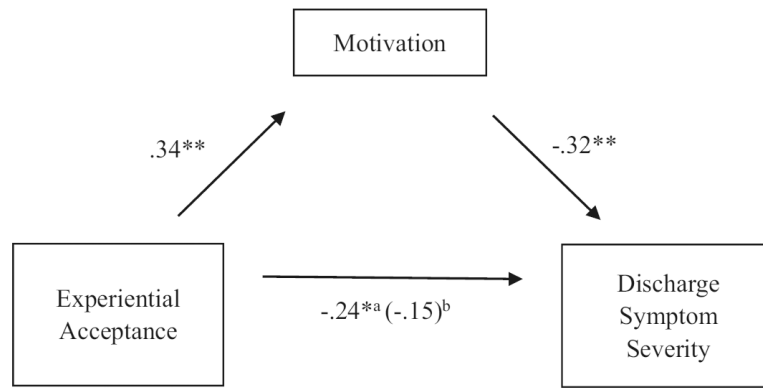 Motivation
.34**
-.32**
Experiential
Acceptance
-.24*ᵃ (-.15)ᵇ
Discharge
Symptom
Severity